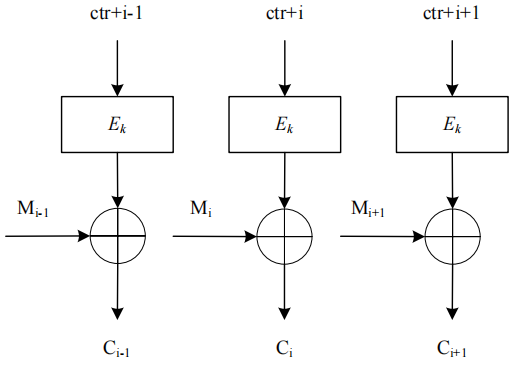 ctr+i-1 ctr+i ctr+i+1
Ek Ek Ek
Mi-1 Mi Mi+1
Ci-1 Ci Ci+1